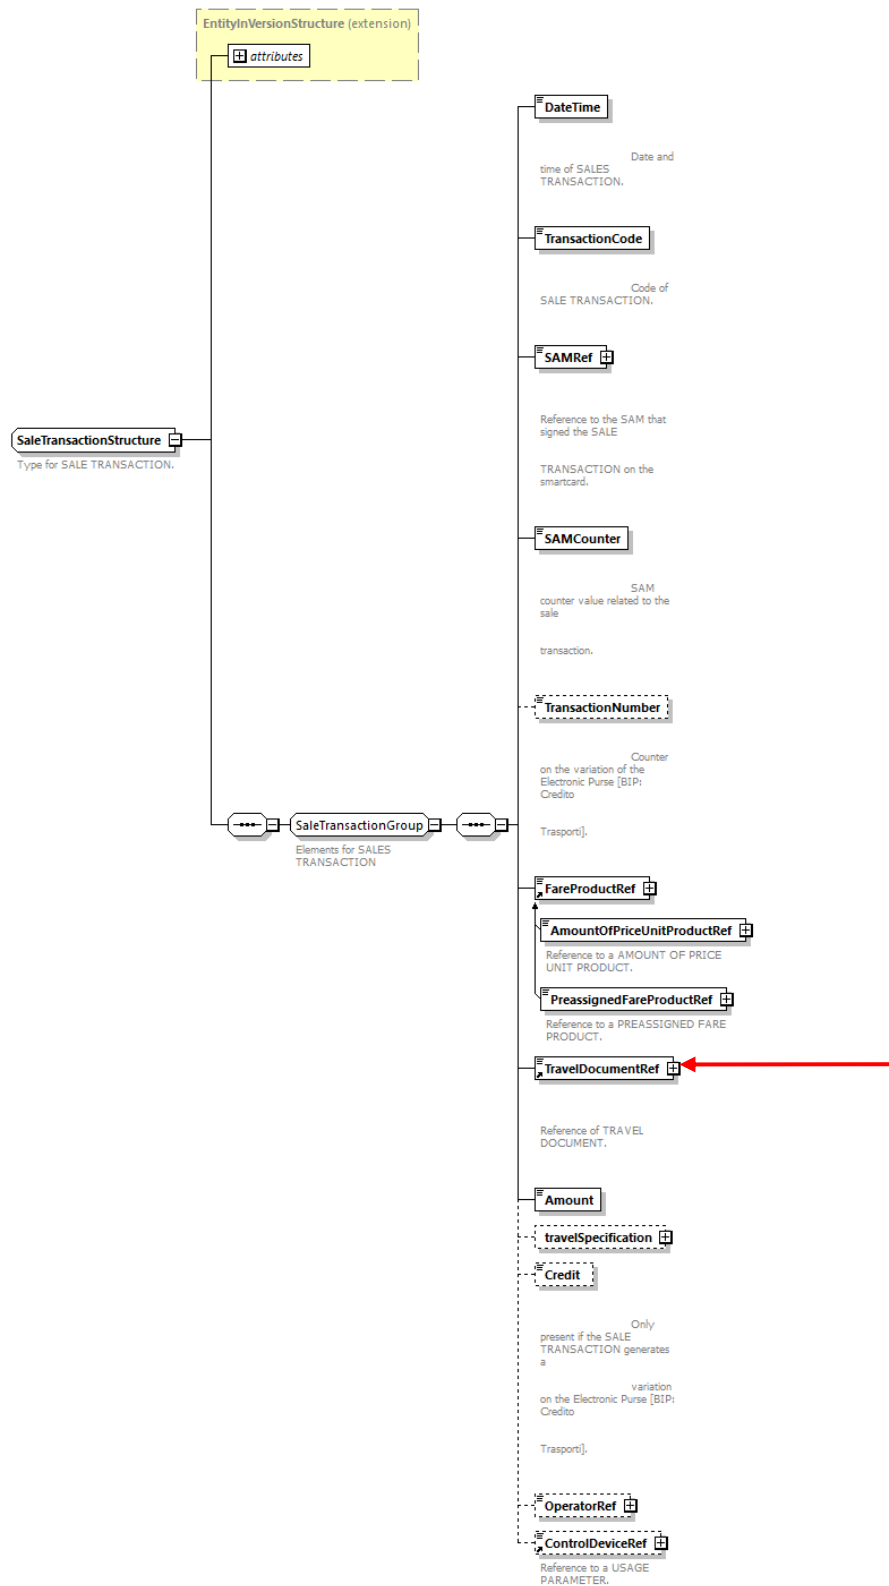 EntityInVersionStructure (extension)
attributes
DateTime
Date and
time of SALES
TRANSACTION.
TransactionCode
Code of
SALE TRANSACTION.
SAMRef
Reference to the SAM that
signed the SALE
TRANSACTION on the
smartcard.
SaleTransactionStructure
Type for SALE TRANSACTION.
SAMCounter
SAM
counter value related to the
sale
transaction.
TransactionNumber
Counter
on the variation of the
Electronic Purse [BIP:
Credito
Trasporti].
SaleTransactionGroup
Elements for SALES
TRANSACTION
FareProductRef
AmountOfPriceUnitProductRef
Reference to a AMOUNT OF PRICE
UNIT PRODUCT.
PreassignedFareProductRef
Reference to a PREASSIGNED FARE
PRODUCT.
TravelDocumentRef
Reference of TRAVEL
DOCUMENT.
Amount
travelSpecification
Credit
Only
present if the SALE
TRANSACTION generates
a
variation
on the Electronic Purse [BIP:
Credito
Trasporti].
OperatorRef
ControlDeviceRef
Reference to a USAGE
PARAMETER.